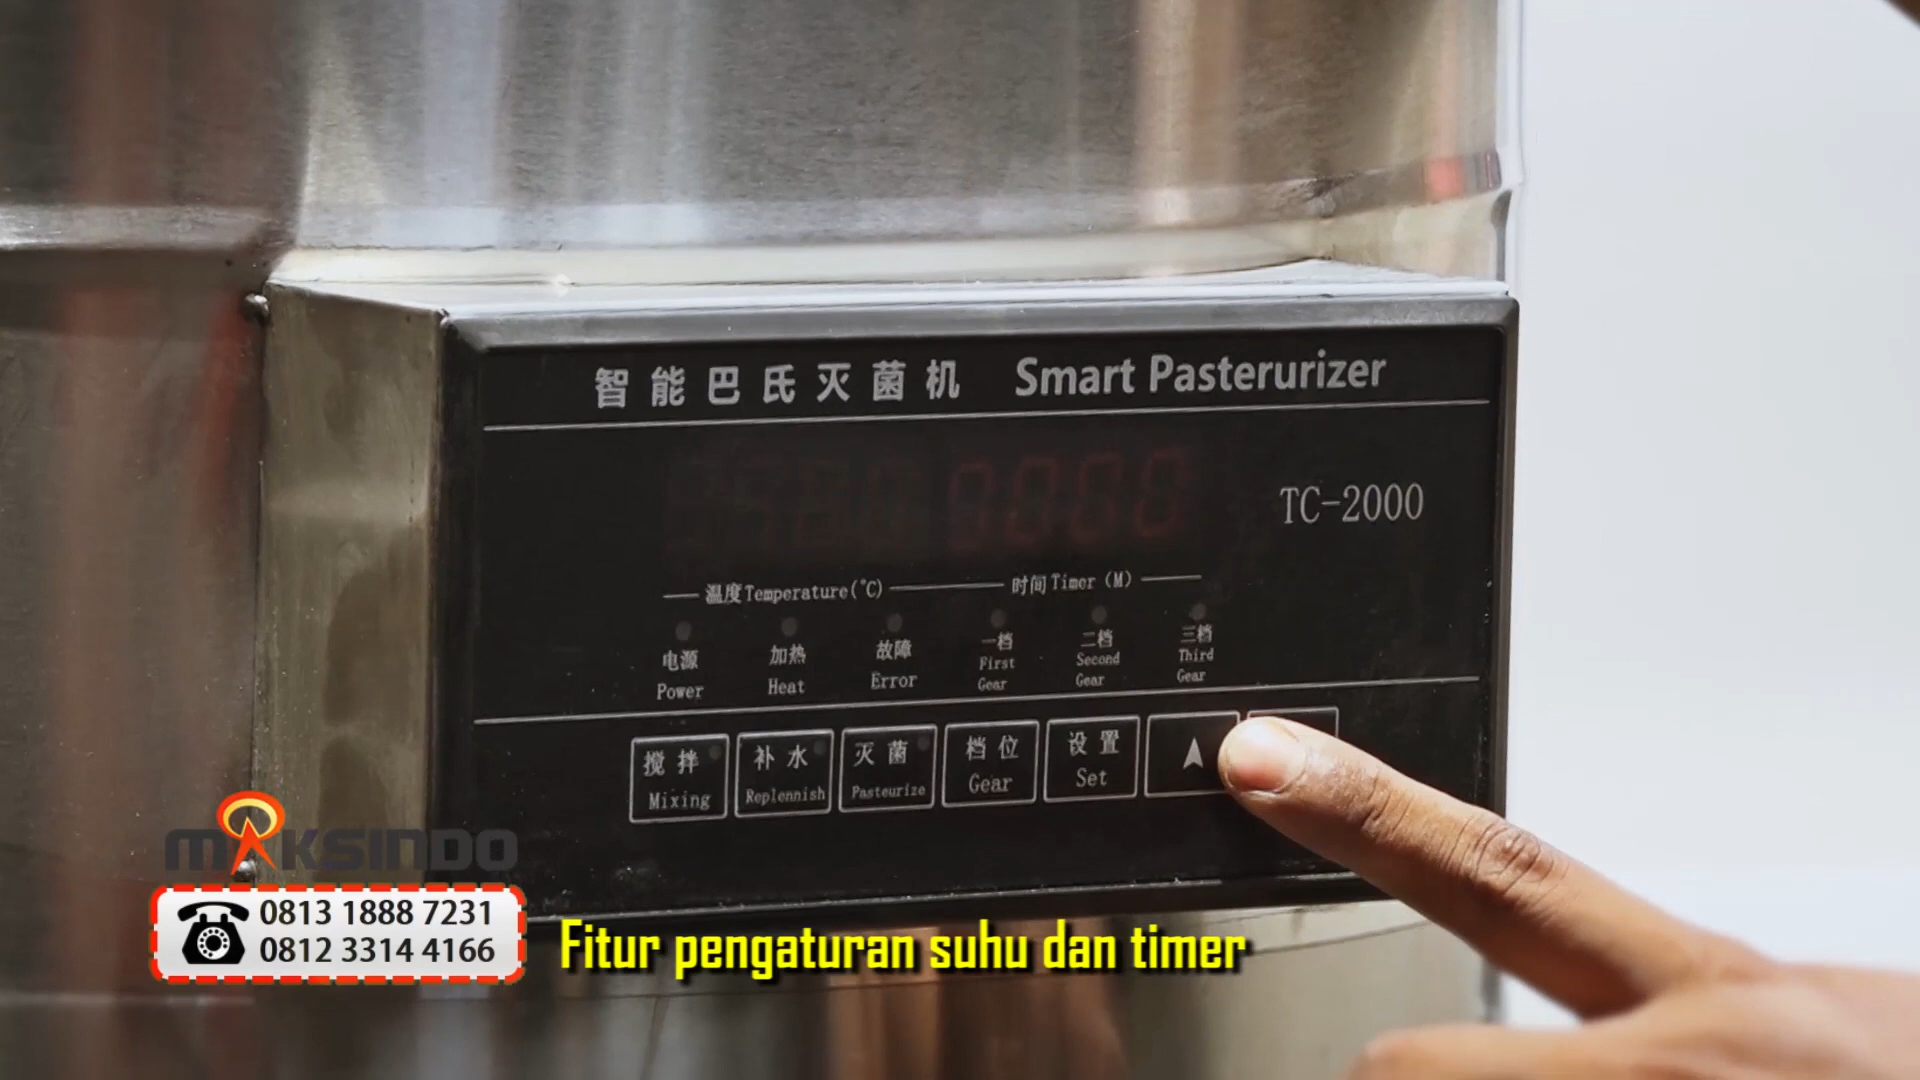 智能巴氏灭菌机 Smart Pasterurizer
0000
TC-2000
温度Temperature(℃) 时间Timer (M)
电源 加热 故障 一档 二档 三档
Power Heat Error First Gear Second Gear Third Gear
搅拌 补水 灭菌 档位 设置
Mixing Replennish Pasteurize Gear Set
MAKSINDO
0813 1888 7231
0812 3314 4166
Fitur pengaturan suhu dan timer